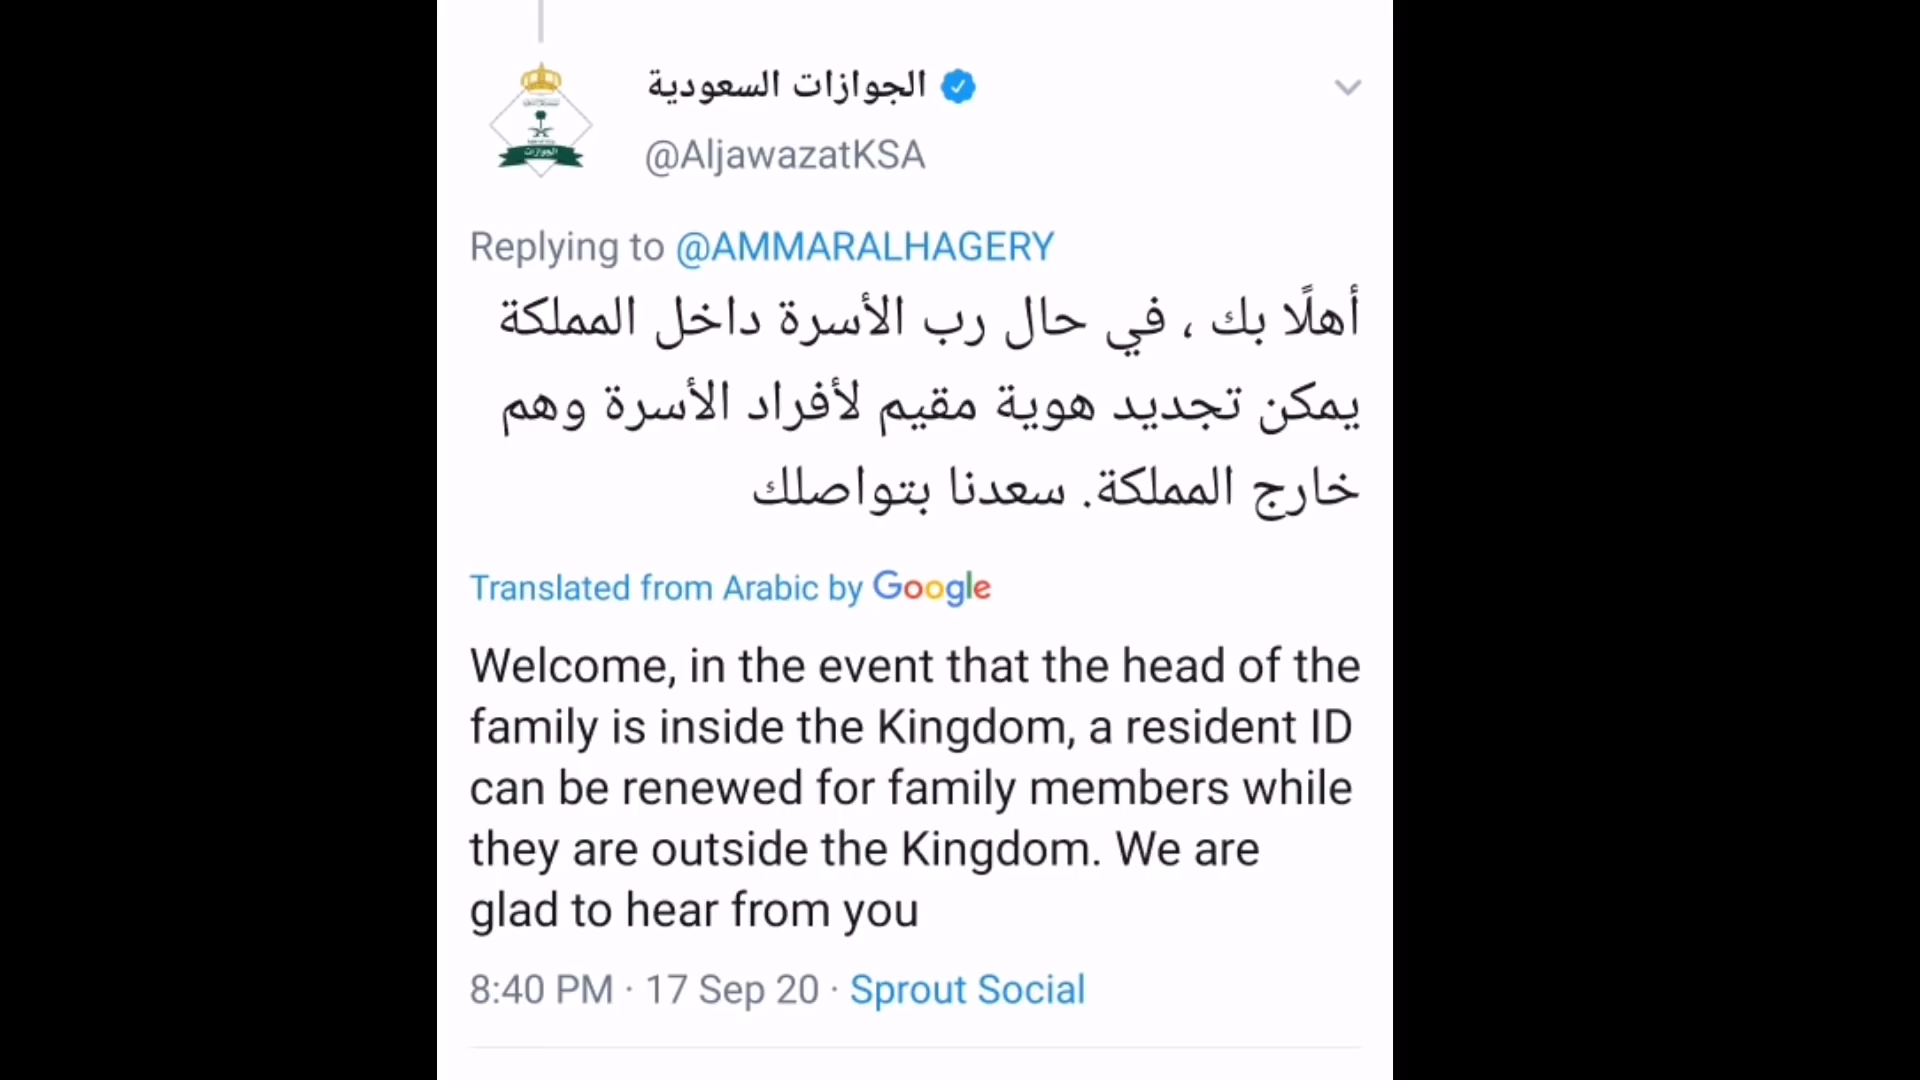 الجوازات السعودية
@AljawazatKSA
الجوازات
Replying to @AMMARALHAGERY
أهلًا بك ، في حال رب الأسرة داخل المملكة
يمكن تجديد هوية مقيم لأفراد الأسرة وهم
خارج المملكة. سعدنا بتواصلك
Translated from Arabic by Google
Welcome, in the event that the head of the
family is inside the Kingdom, a resident ID
can be renewed for family members while
they are outside the Kingdom. We are
glad to hear from you
8:40 PM · 17 Sep 20 · Sprout Social